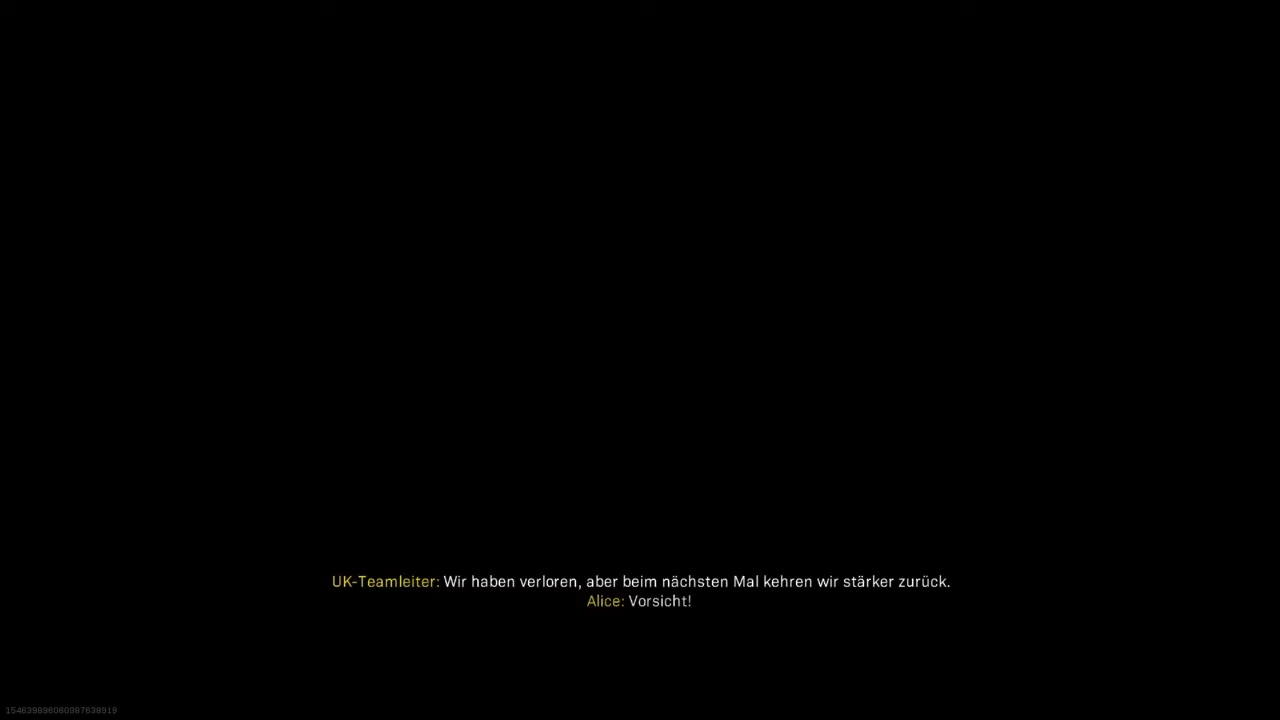 UK-Teamleiter: Wir haben verloren, aber beim nächsten Mal kehren wir stärker zurück.
Alice: Vorsicht!